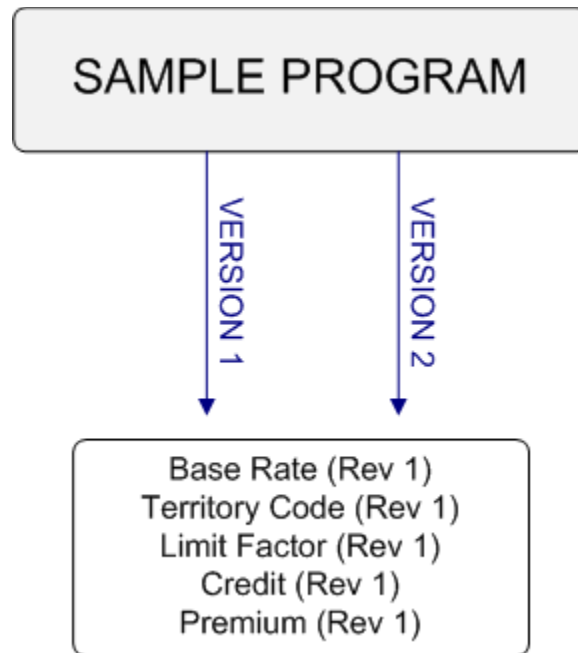 SAMPLE PROGRAM
VERSION 1
VERSION 2
Base Rate (Rev 1)
Territory Code (Rev 1)
Limit Factor (Rev 1)
Credit (Rev 1)
Premium (Rev 1)